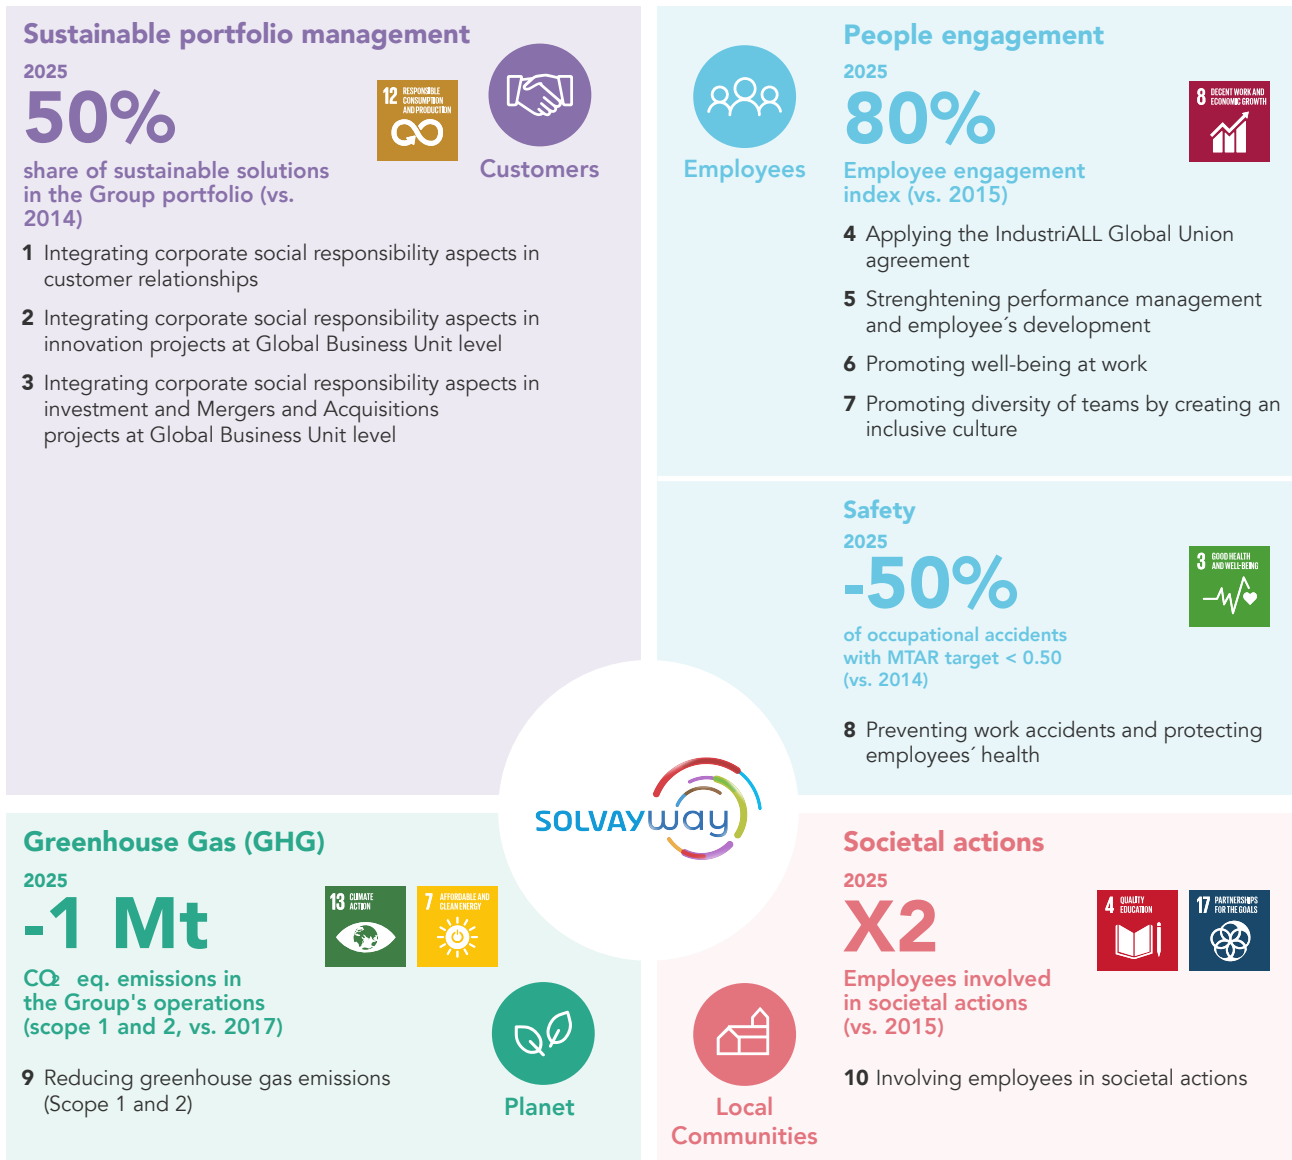 Sustainable portfolio management
2025
50%
share of sustainable solutions
in the Group portfolio (vs.
2014)
12 RESPONSIBLE
CONSUMPTION
AND PRODUCTION
Customers
1 Integrating corporate social responsibility aspects in
customer relationships
2 Integrating corporate social responsibility aspects in
innovation projects at Global Business Unit level
3 Integrating corporate social responsibility aspects in
investment and Mergers and Acquisitions
projects at Global Business Unit level
Employees
People engagement
2025
80%
Employee engagement
index (vs. 2015)
8 DECENT WORK AND
ECONOMIC GROWTH
4 Applying the IndustriALL Global Union
agreement
5 Strenghtening performance management
and employee´s development
6 Promoting well-being at work
7 Promoting diversity of teams by creating an
inclusive culture
Safety
2025
-50%
of occupational accidents
with MTAR target < 0.50
(vs. 2014)
3 GOOD HEALTH
AND WELL-BEING
8 Preventing work accidents and protecting
employees´ health
SOLVAYway
Greenhouse Gas (GHG)
2025
-1 Mt
CO2 eq. emissions in
the Group's operations
(scope 1 and 2, vs. 2017)
13 CLIMATE
ACTION
7 AFFORDABLE AND
CLEAN ENERGY
9 Reducing greenhouse gas emissions
(Scope 1 and 2)
Planet
Societal actions
2025
X2
Employees involved
in societal actions
(vs. 2015)
4 QUALITY
EDUCATION
17 PARTNERSHIPS
FOR THE GOALS
10 Involving employees in societal actions
Local
Communities